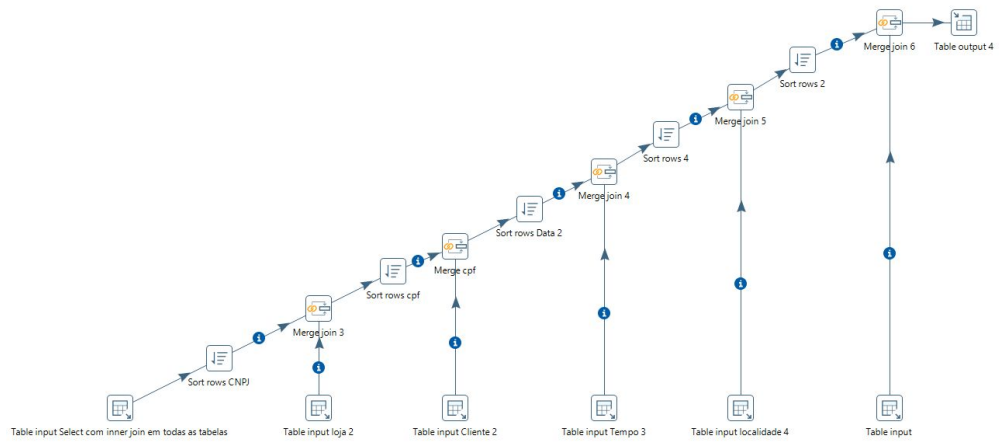 Merge join 6
Table output 4
Sort rows 2
Merge join 5
Sort rows 4
Merge join 4
Sort rows Data 2
Merge cpf
Sort rows cpf
Merge join 3
Sort rows CNPJ
Table input Select com inner join em todas as tabelas
Table input loja 2
Table input Cliente 2
Table input Tempo 3
Table input localidade 4
Table input